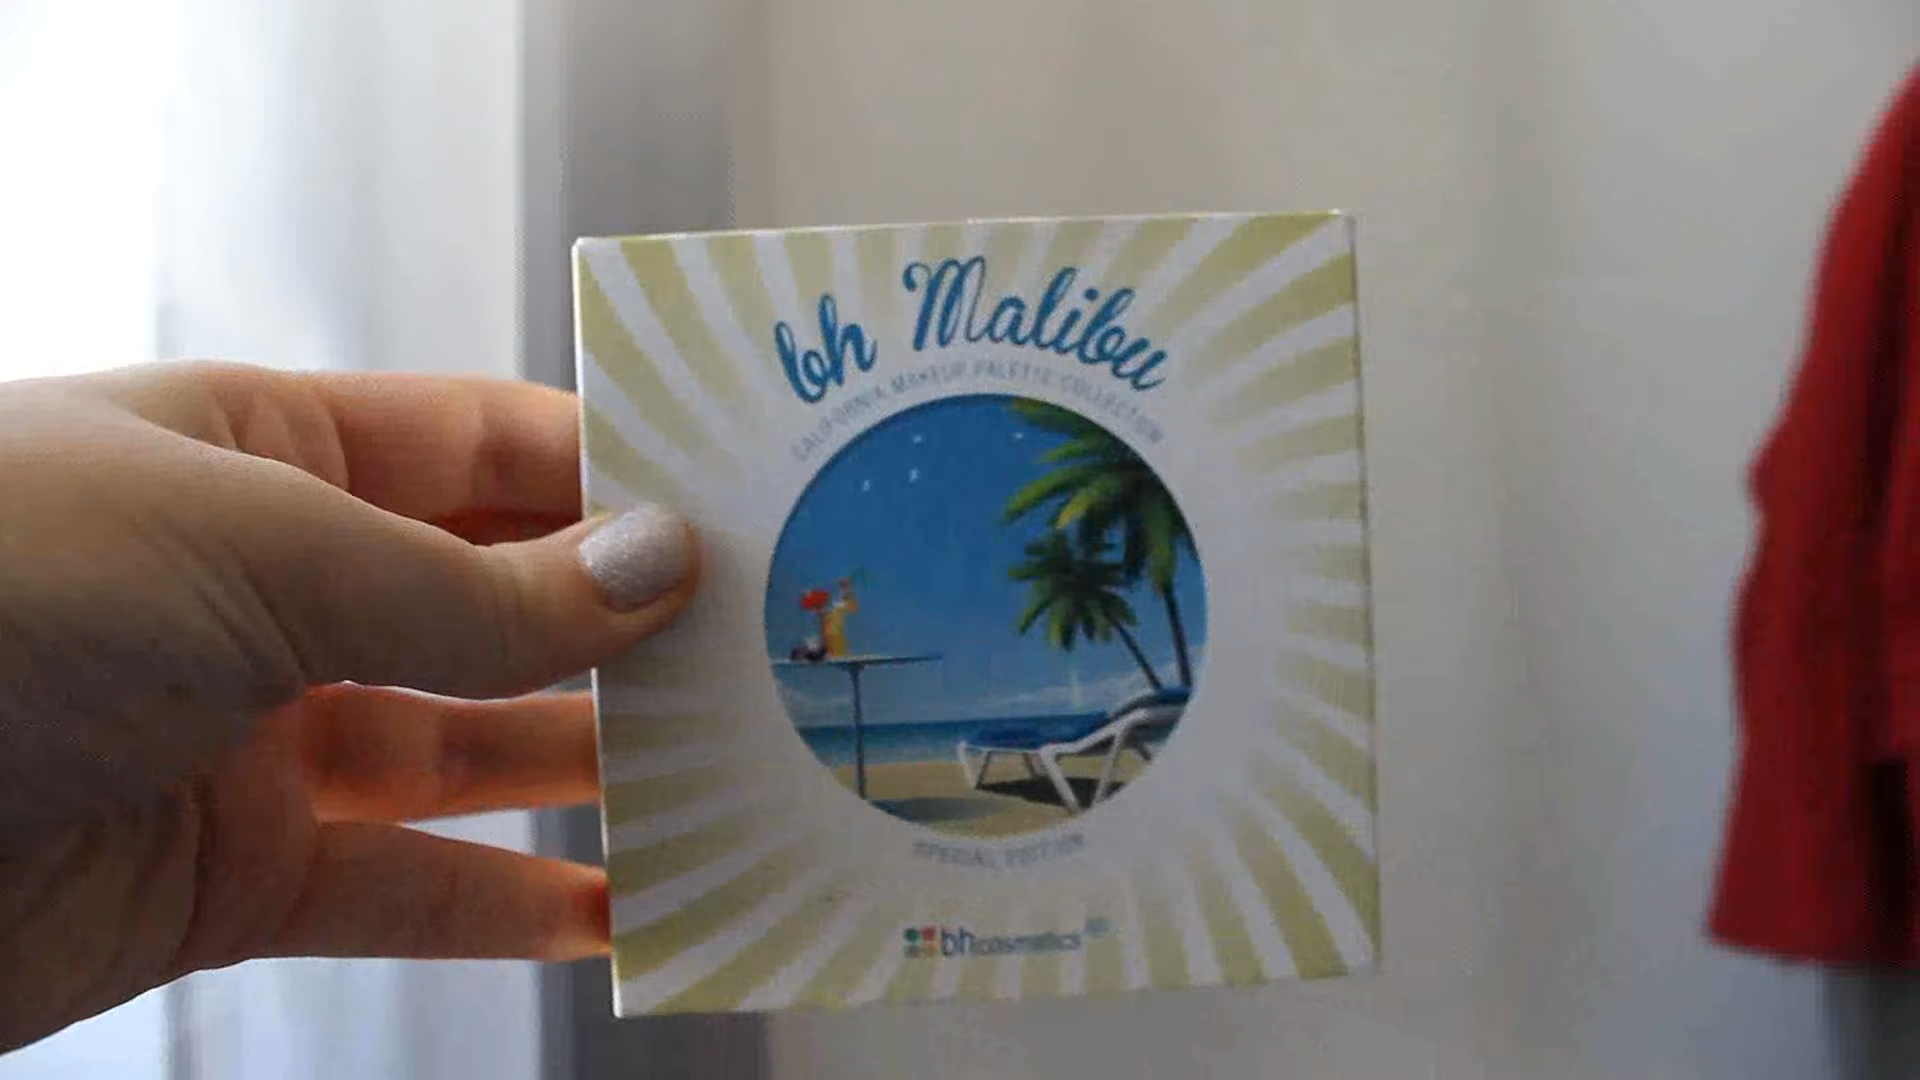 bh Malibu
CALIFORNIA MAKEUP PALETTE COLLECTION
SPECIAL EDITION
bhcosmetics